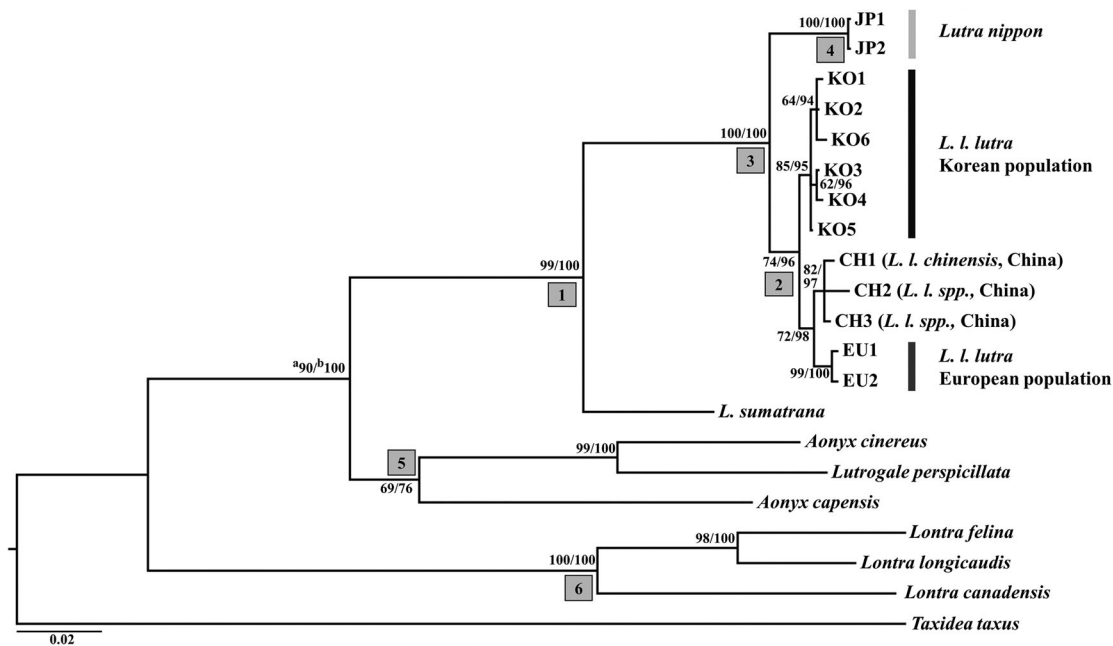 100/100
JP1
JP2
4
Lutra nippon
KO1
64/94
KO2
KO6
100/100
3
85/95
KO3
62/96
KO4
KO5
L. l. lutra
Korean population
99/100
1
74/96
2
82/
97
CH1 (L. l. chinensis, China)
CH2 (L. l. spp., China)
CH3 (L. l. spp., China)
72/98
EU1
99/100
EU2
L. l. lutra
European population
a90/b100
L. sumatrana
5
69/76
99/100
Aonyx cinereus
Lutrogale perspicillata
Aonyx capensis
98/100
Lontra felina
100/100
Lontra longicaudis
6
Lontra canadensis
Taxidea taxus
0.02